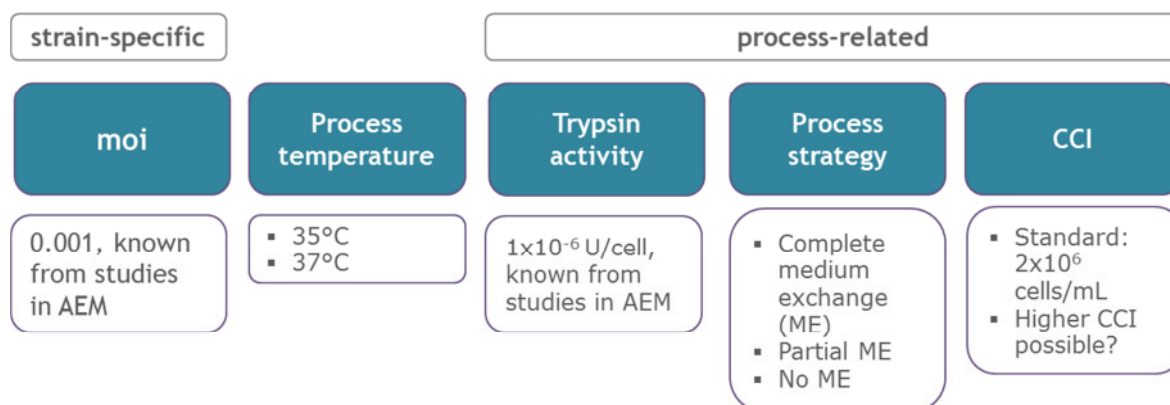 strain-specific
process-related
moi
Process
temperature
Trypsin
activity
Process
strategy
CCI
0.001, known
from studies
in AEM
▪ 35°C
▪ 37°C
1x10⁻⁶ U/cell,
known from
studies in AEM
▪ Complete
medium
exchange
(ME)
▪ Partial ME
▪ No ME
▪ Standard:
2x10⁶
cells/mL
▪ Higher CCI
possible?